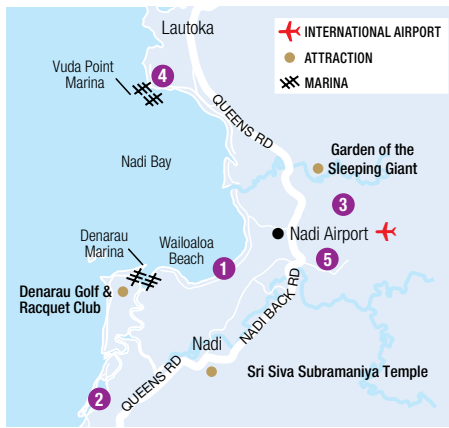 Lautoka
INTERNATIONAL AIRPORT
ATTRACTION
MARINA
Vuda Point
Marina
4
QUEENS RD
Nadi Bay
Garden of the
Sleeping Giant
3
Nadi Airport
Denarau
Marina
Wailoaloa
Beach
1
5
Denarau Golf &
Racquet Club
NADI BACK RD
Nadi
Sri Siva Subramaniya Temple
QUEENS RD
2